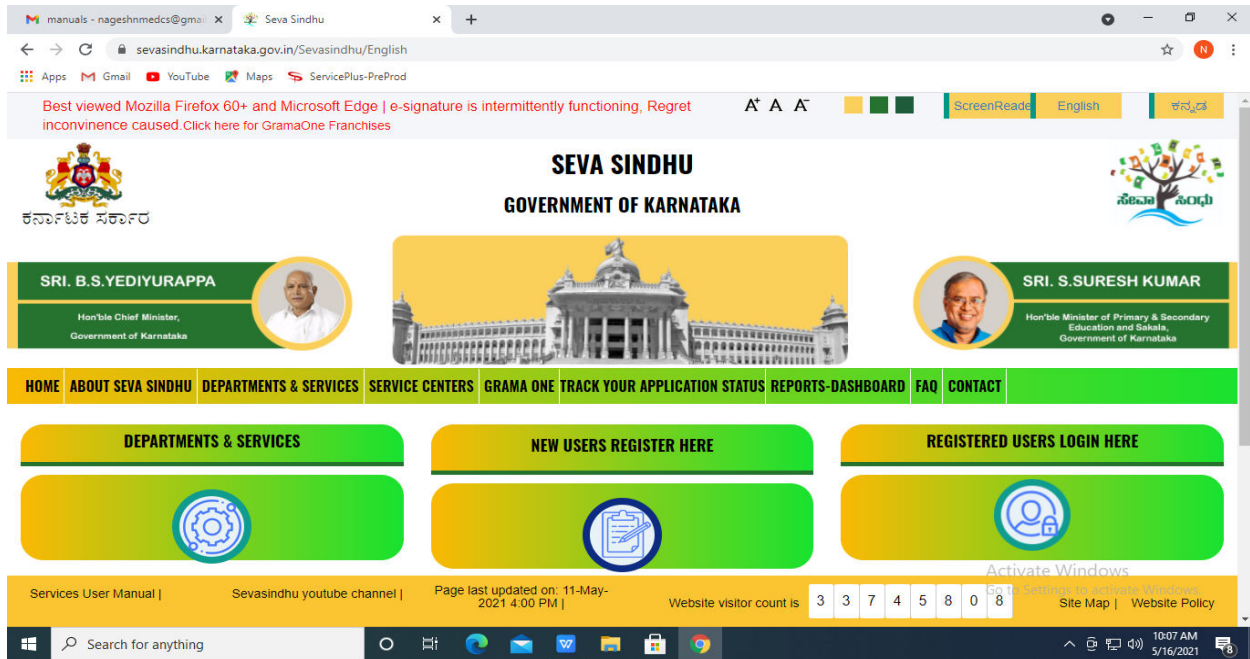 manuals - nageshnmedcs@gmai
Seva Sindhu
sevasindhu.karnataka.gov.in/Sevasindhu/English
N
Apps Gmail YouTube Maps ServicePlus-PreProd
Best viewed Mozilla Firefox 60+ and Microsoft Edge | e-signature is intermittently functioning, Regret
inconvinence caused.Click here for GramaOne Franchises
A+ A A-
ScreenReade
English
ಕನ್ನಡ
ಕರ್ನಾಟಕ ಸರ್ಕಾರ
SEVA SINDHU
GOVERNMENT OF KARNATAKA
ಸೇವಾ ಸಿಂಧು
SRI. B.S.YEDIYURAPPA
Hon'ble Chief Minister,
Government of Karnataka
SRI. S.SURESH KUMAR
Hon'ble Minister of Primary & Secondary
Education and Sakala,
Government of Karnataka
HOME ABOUT SEVA SINDHU DEPARTMENTS & SERVICES SERVICE CENTERS GRAMA ONE TRACK YOUR APPLICATION STATUS REPORTS-DASHBOARD FAQ CONTACT
DEPARTMENTS & SERVICES
NEW USERS REGISTER HERE
REGISTERED USERS LOGIN HERE
Activate Windows
Go to Settings to activate Windows.
Services User Manual |
Sevasindhu youtube channel |
Page last updated on: 11-May-
2021 4:00 PM |
Website visitor count is 3 3 7 4 5 8 0 8
Site Map | Website Policy
Search for anything
W
10:07 AM
5/16/2021
8